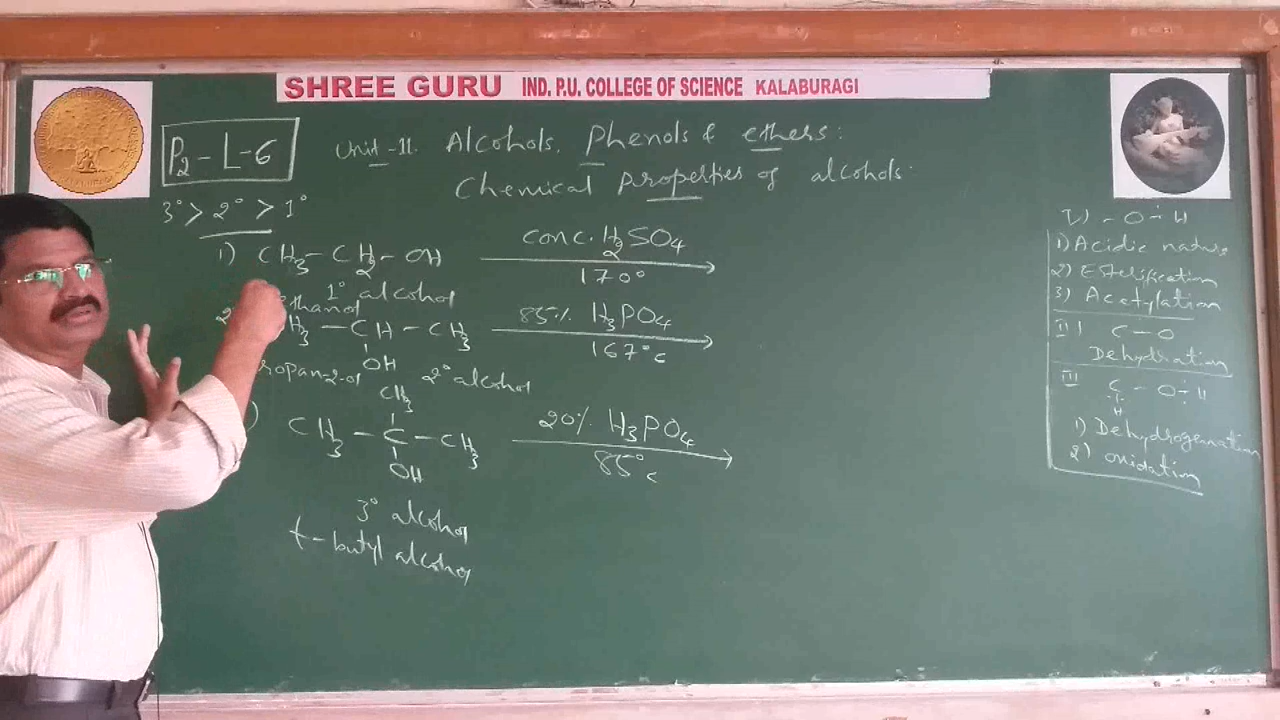 SHREE GURU IND. P.U. COLLEGE OF SCIENCE KALABURAGI
P₂-L-6
Unit-11. Alcohols, Phenols & ethers:
Chemical Properties of alcohols.
3° > 2° > 1°
1) CH₃-CH₂-OH conc. H₂SO₄
170°
1° alcohol
ethanol
CH-CH₃ 85% H₃PO₄
167°c
OH
ropan-2-ol 2° alcohol
CH₃
CH₃-C-CH₃ 20% H₃PO₄
85°c
OH
3° alcohol
t-butyl alcohol
-O÷H
1) Acidic nature
2) Esterification
3) Acetylation
II) C-O
Dehydration
III C-O÷H
H
1) Dehydrogenation
2) oxidation